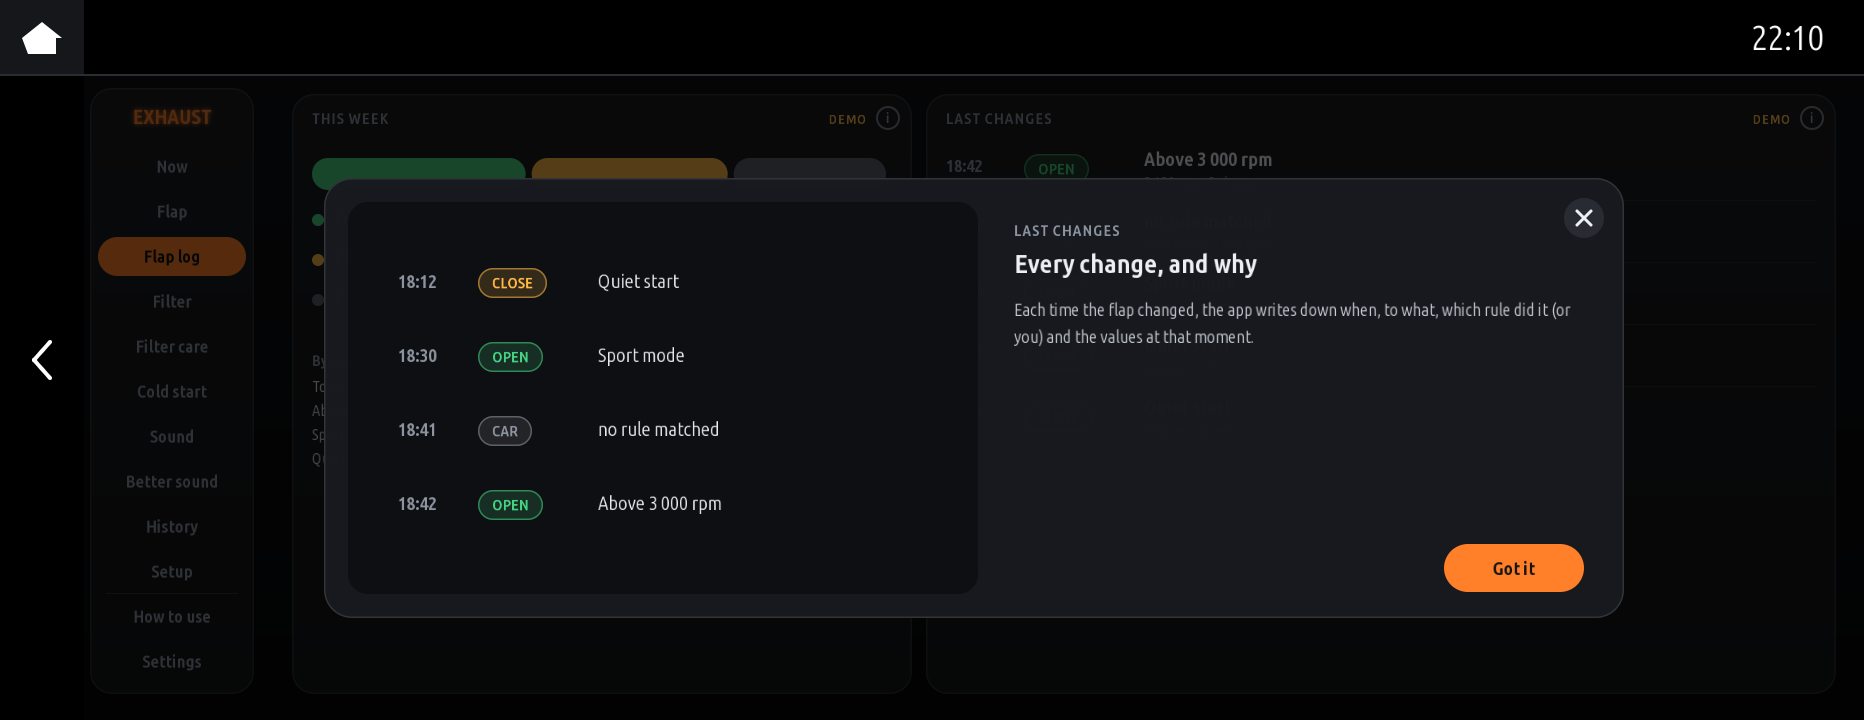 22:10
EXHAUST
Now
Flap
Flap log
Filter
Filter care
Cold start
Sound
Better sound
History
Setup
How to use
Settings
THIS WEEK
DEMO
i
LAST CHANGES
DEMO
i
18:42
OPEN
Above 3 000 rpm
18:12 CLOSE Quiet start
18:30 OPEN Sport mode
18:41 CAR no rule matched
18:42 OPEN Above 3 000 rpm
LAST CHANGES
Every change, and why
Each time the flap changed, the app writes down when, to what, which rule did it (or
you) and the values at that moment.
Got it